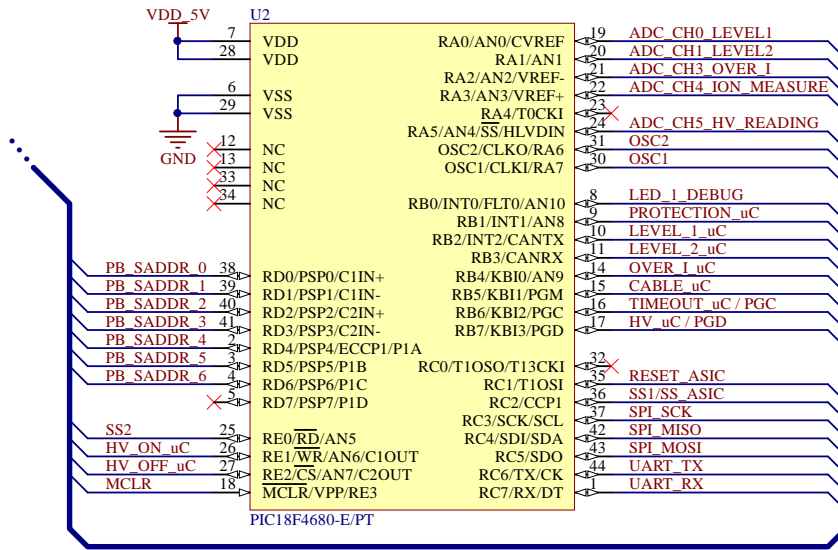 VDD_5V
U2
7 VDD RA0/AN0/CVREF 19 ADC_CH0_LEVEL1
28 VDD RA1/AN1 20 ADC_CH1_LEVEL2
RA2/AN2/VREF- 21 ADC_CH3_OVER_I
6 VSS RA3/AN3/VREF+ 22 ADC_CH4_ION_MEASURE
29 VSS RA4/T0CKI 23
RA5/AN4/SS/HLVDIN 24 ADC_CH5_HV_READING
GND
12 NC OSC2/CLKO/RA6 31 OSC2
13 NC OSC1/CLKI/RA7 30 OSC1
33 NC
34 NC RB0/INT0/FLT0/AN10 8 LED_1_DEBUG
RB1/INT1/AN8 9 PROTECTION_uC
RB2/INT2/CANTX 10 LEVEL_1_uC
RB3/CANRX 11 LEVEL_2_uC
PB_SADDR_0 38 RD0/PSP0/C1IN+ RB4/KBI0/AN9 14 OVER_I_uC
PB_SADDR_1 39 RD1/PSP1/C1IN- RB5/KBI1/PGM 15 CABLE_uC
PB_SADDR_2 40 RD2/PSP2/C2IN+ RB6/KBI2/PGC 16 TIMEOUT_uC / PGC
PB_SADDR_3 41 RD3/PSP3/C2IN- RB7/KBI3/PGD 17 HV_uC / PGD
PB_SADDR_4 2 RD4/PSP4/ECCP1/P1A
PB_SADDR_5 3 RD5/PSP5/P1B RC0/T1OSO/T13CKI 32
PB_SADDR_6 4 RD6/PSP6/P1C RC1/T1OSI 35 RESET_ASIC
5 RD7/PSP7/P1D RC2/CCP1 36 SS1/SS_ASIC
RC3/SCK/SCL 37 SPI_SCK
SS2 25 RE0/RD/AN5 RC4/SDI/SDA 42 SPI_MISO
HV_ON_uC 26 RE1/WR/AN6/C1OUT RC5/SDO 43 SPI_MOSI
HV_OFF_uC 27 RE2/CS/AN7/C2OUT RC6/TX/CK 44 UART_TX
MCLR 18 MCLR/VPP/RE3 RC7/RX/DT 1 UART_RX
PIC18F4680-E/PT